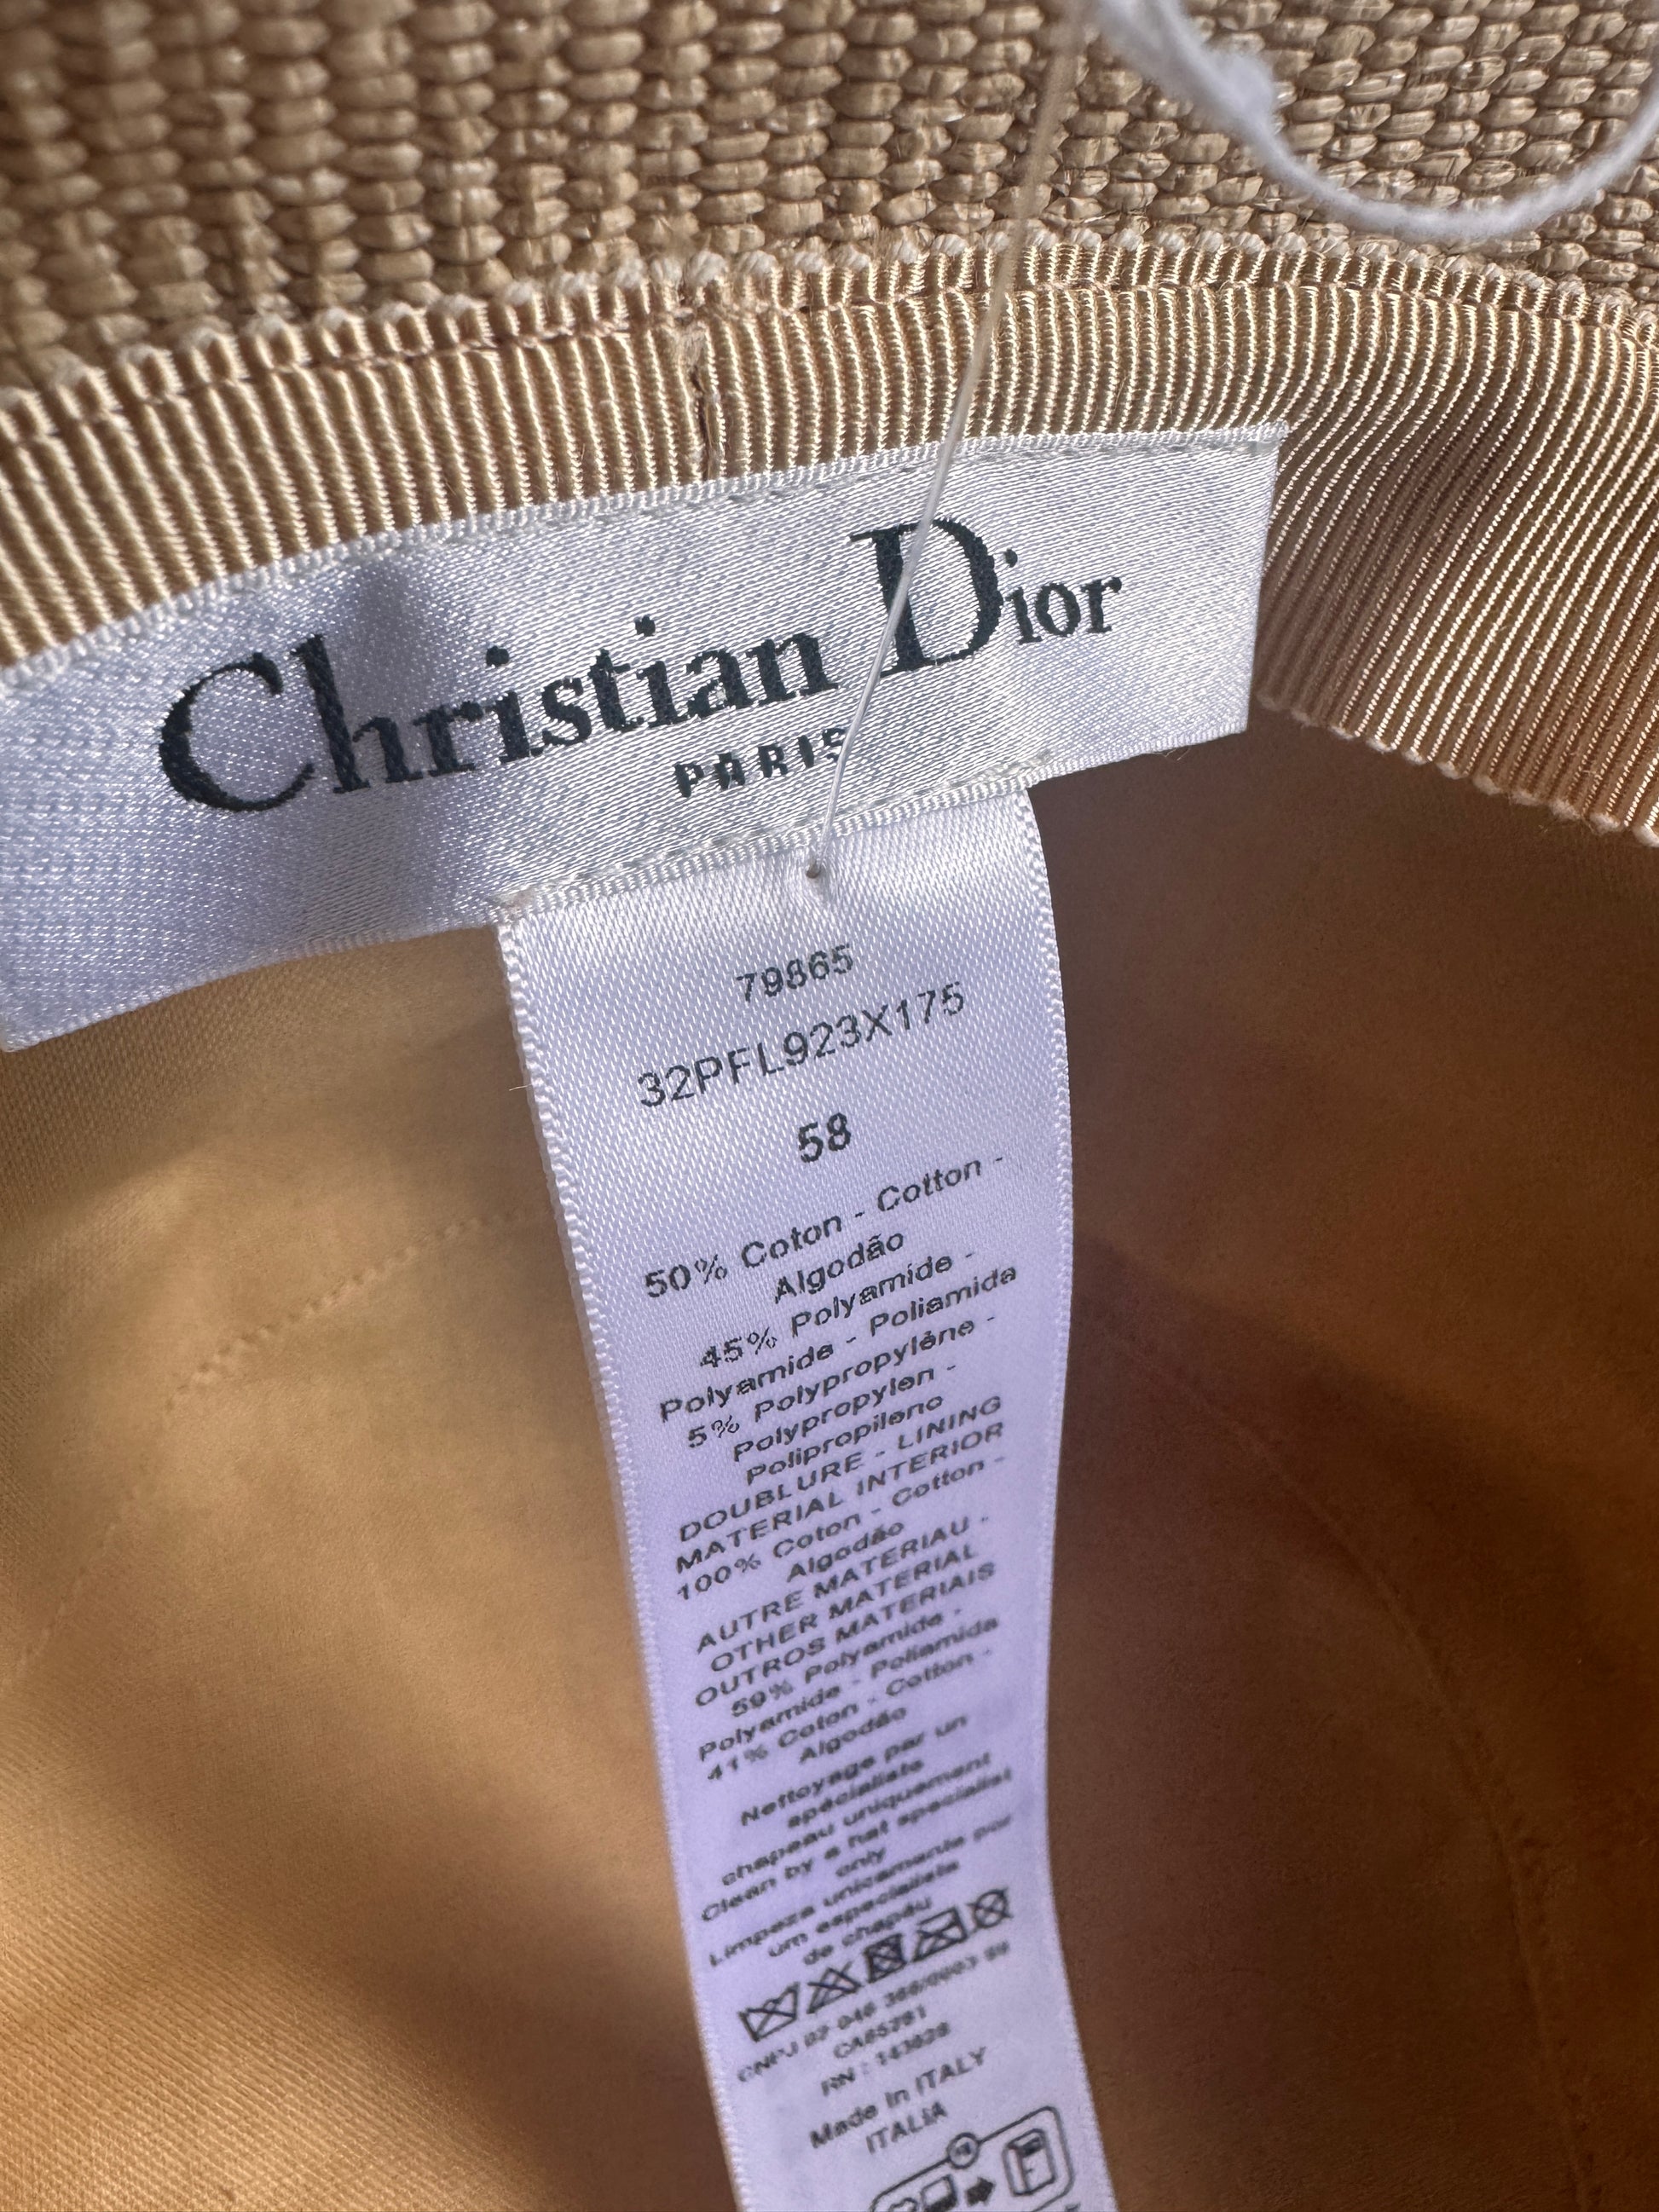 Christian Dior
PARIS
79865
32PFL923X175
58
50% Coton - Cotton -
Algodão
45% Polyamide -
Polyamide - Poliamida
5% Polypropylène -
Polypropylen -
Polipropileno
DOUBLURE - LINING
MATERIAL INTERIOR
100% Coton - Cotton -
Algodão
AUTRE MATERIAU -
OTHER MATERIAL
OUTROS MATERIAIS
59% Polyamide -
Polyamide - Poliamida
41% Coton - Cotton -
Algodão
Nettoyage par un
spécialiste
chapeau uniquement
Clean by a hat specialist
only
Limpeza unicamente por
um especialista
de chapéu
CNPJ
CA65291
RN :
Made in ITALY
ITALIA